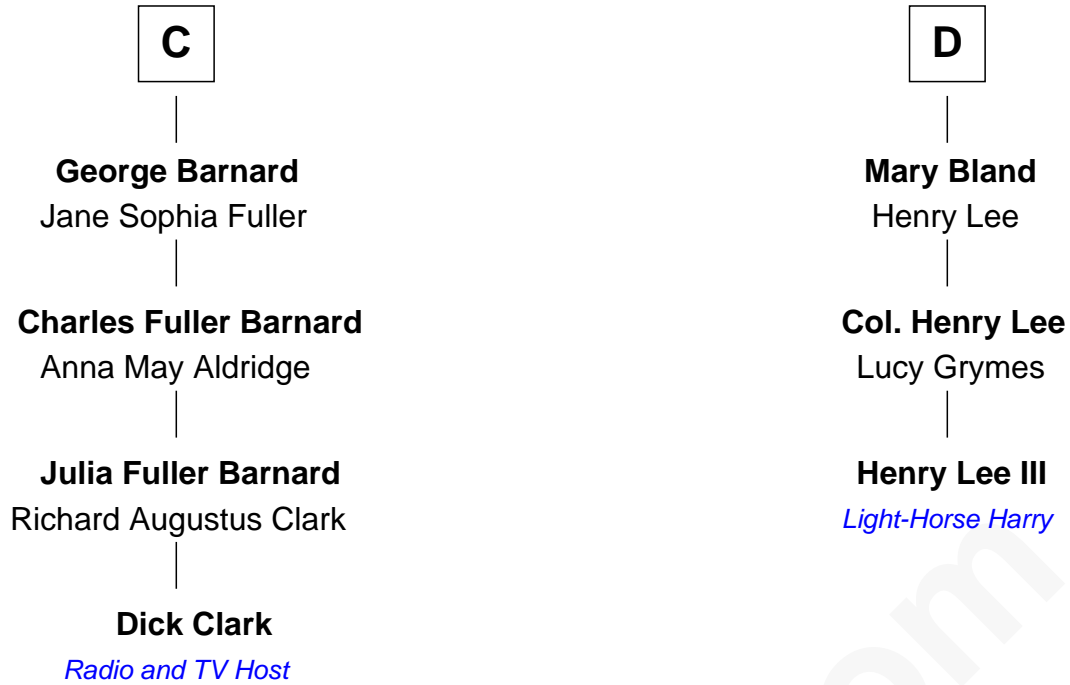 C
George Barnard
Jane Sophia Fuller
Charles Fuller Barnard
Anna May Aldridge
Julia Fuller Barnard
Richard Augustus Clark
Dick Clark
Radio and TV Host
D
Mary Bland
Henry Lee
Col. Henry Lee
Lucy Grymes
Henry Lee III
Light-Horse Harry
om